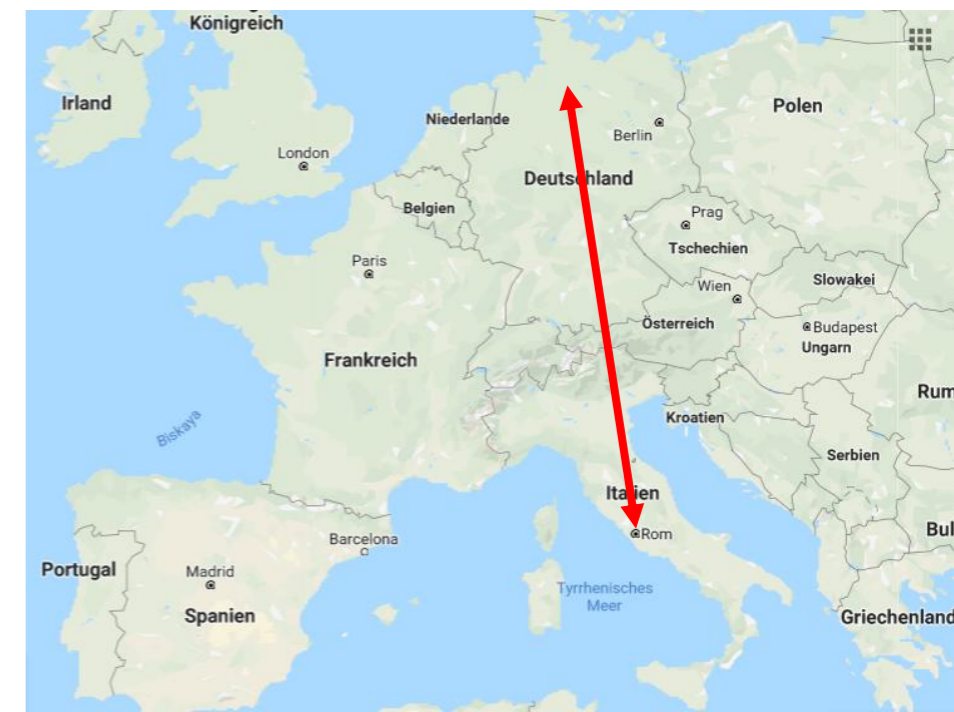 Königreich
Irland
Niederlande
Polen
Berlin
London
Deutschland
Belgien
Prag
Tschechien
Paris
Wien
Slowakei
Österreich
Budapest
Ungarn
Frankreich
Rum
Kroatien
Biskaya
Serbien
Italien
Bul
Barcelona
Rom
Portugal
Madrid
Tyrrhenisches
Meer
Spanien
Griechenland